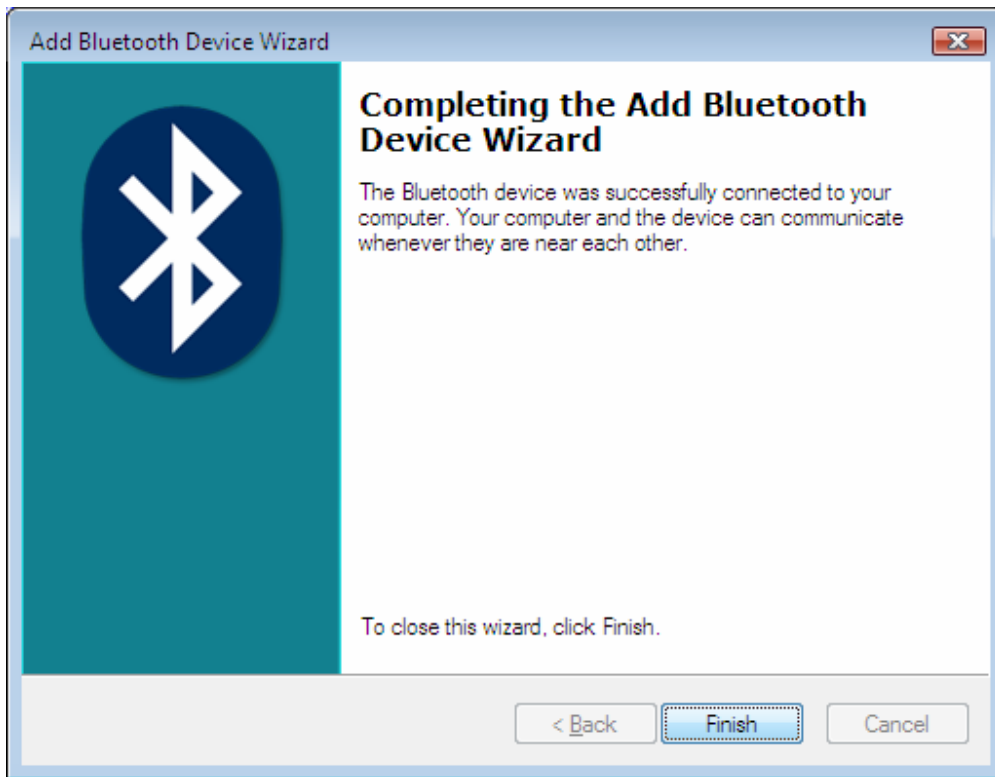 Add Bluetooth Device Wizard
Completing the Add Bluetooth
Device Wizard
The Bluetooth device was successfully connected to your
computer. Your computer and the device can communicate
whenever they are near each other.
To close this wizard, click Finish.
< Back
Finish
Cancel